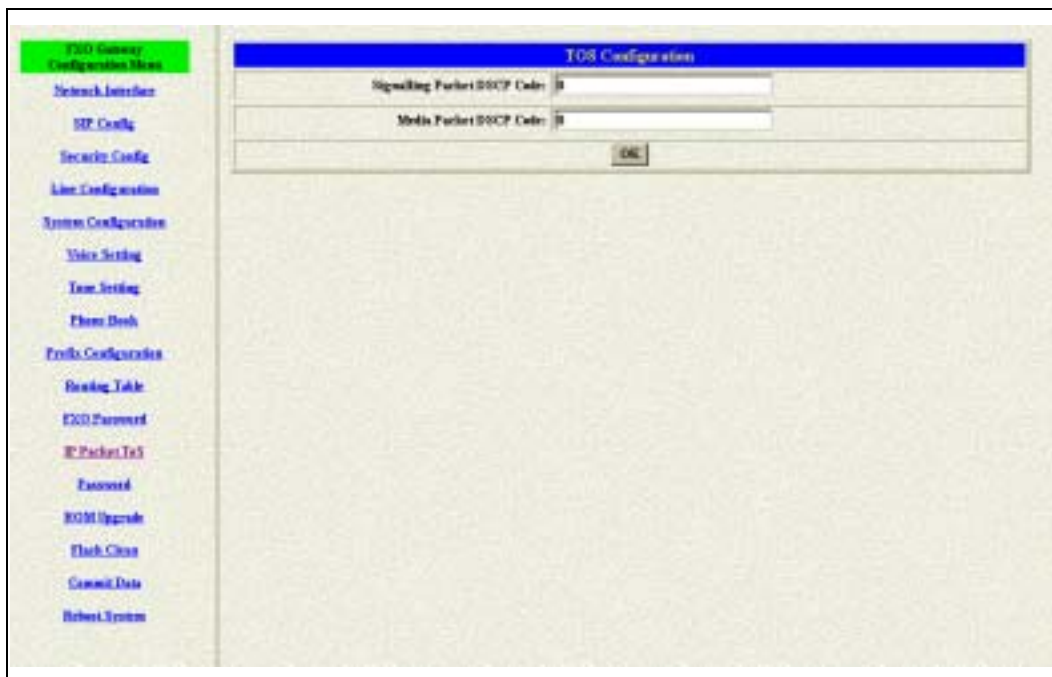 FXO Gateway
Configuration Menu
Network Interface
SIP Config
Security Config
Line Configuration
System Configuration
Voice Setting
Tone Setting
Phone Book
Prefix Configuration
Routing Table
FXO Password
IP Packet ToS
Password
ROM Upgrade
Flash Clean
Commit Data
Reboot System
TOS Configuration
Signalling Packet DSCP Code: 0
Media Packet DSCP Code: 0
OK